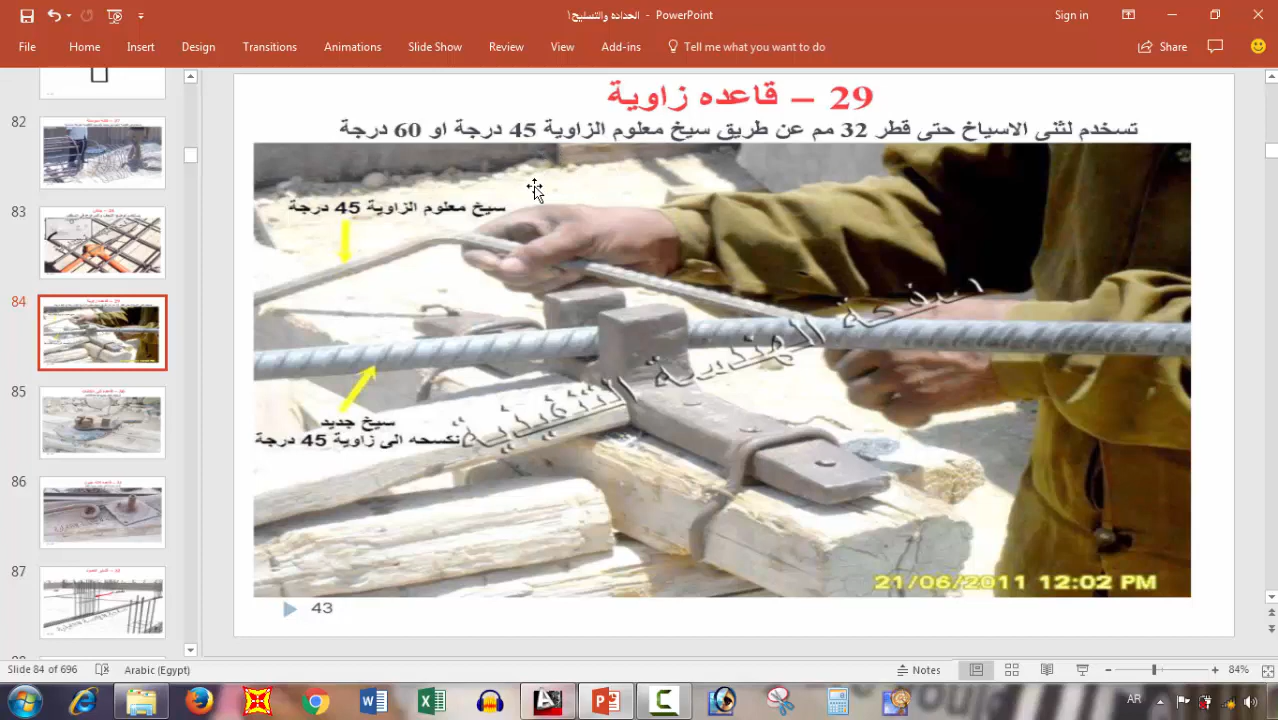 الحداده والتسليح١ - PowerPoint
Sign in
File Home Insert Design Transitions Animations Slide Show Review View Add-ins Tell me what you want to do Share
82
83
84
85
86
87
29 – قاعده زاوية
تسخدم لثنى الاسياخ حتى قطر 32 مم عن طريق سيخ معلوم الزاوية 45 درجة او 60 درجة
سيخ معلوم الزاوية 45 درجة
صفحة الهندسة التنفيذية
سيخ جديد
نكسحه الى زاوية 45 درجة
21/06/2011 12:02 PM
43
Slide 84 of 696 Arabic (Egypt) Notes 84%
AR